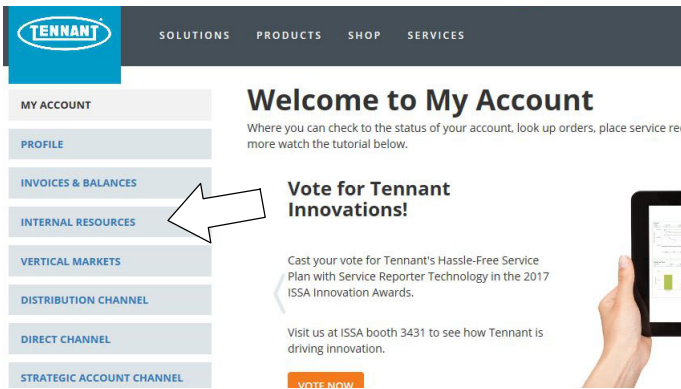 TENNANT
SOLUTIONS PRODUCTS SHOP SERVICES
MY ACCOUNT
PROFILE
INVOICES & BALANCES
INTERNAL RESOURCES
VERTICAL MARKETS
DISTRIBUTION CHANNEL
DIRECT CHANNEL
STRATEGIC ACCOUNT CHANNEL
Welcome to My Account
Where you can check to the status of your account, look up orders, place service
more watch the tutorial below.
Vote for Tennant
Innovations!
Cast your vote for Tennant's Hassle-Free Service
Plan with Service Reporter Technology in the 2017
ISSA Innovation Awards.
Visit us at ISSA booth 3431 to see how Tennant is
driving innovation.
VOTE NOW